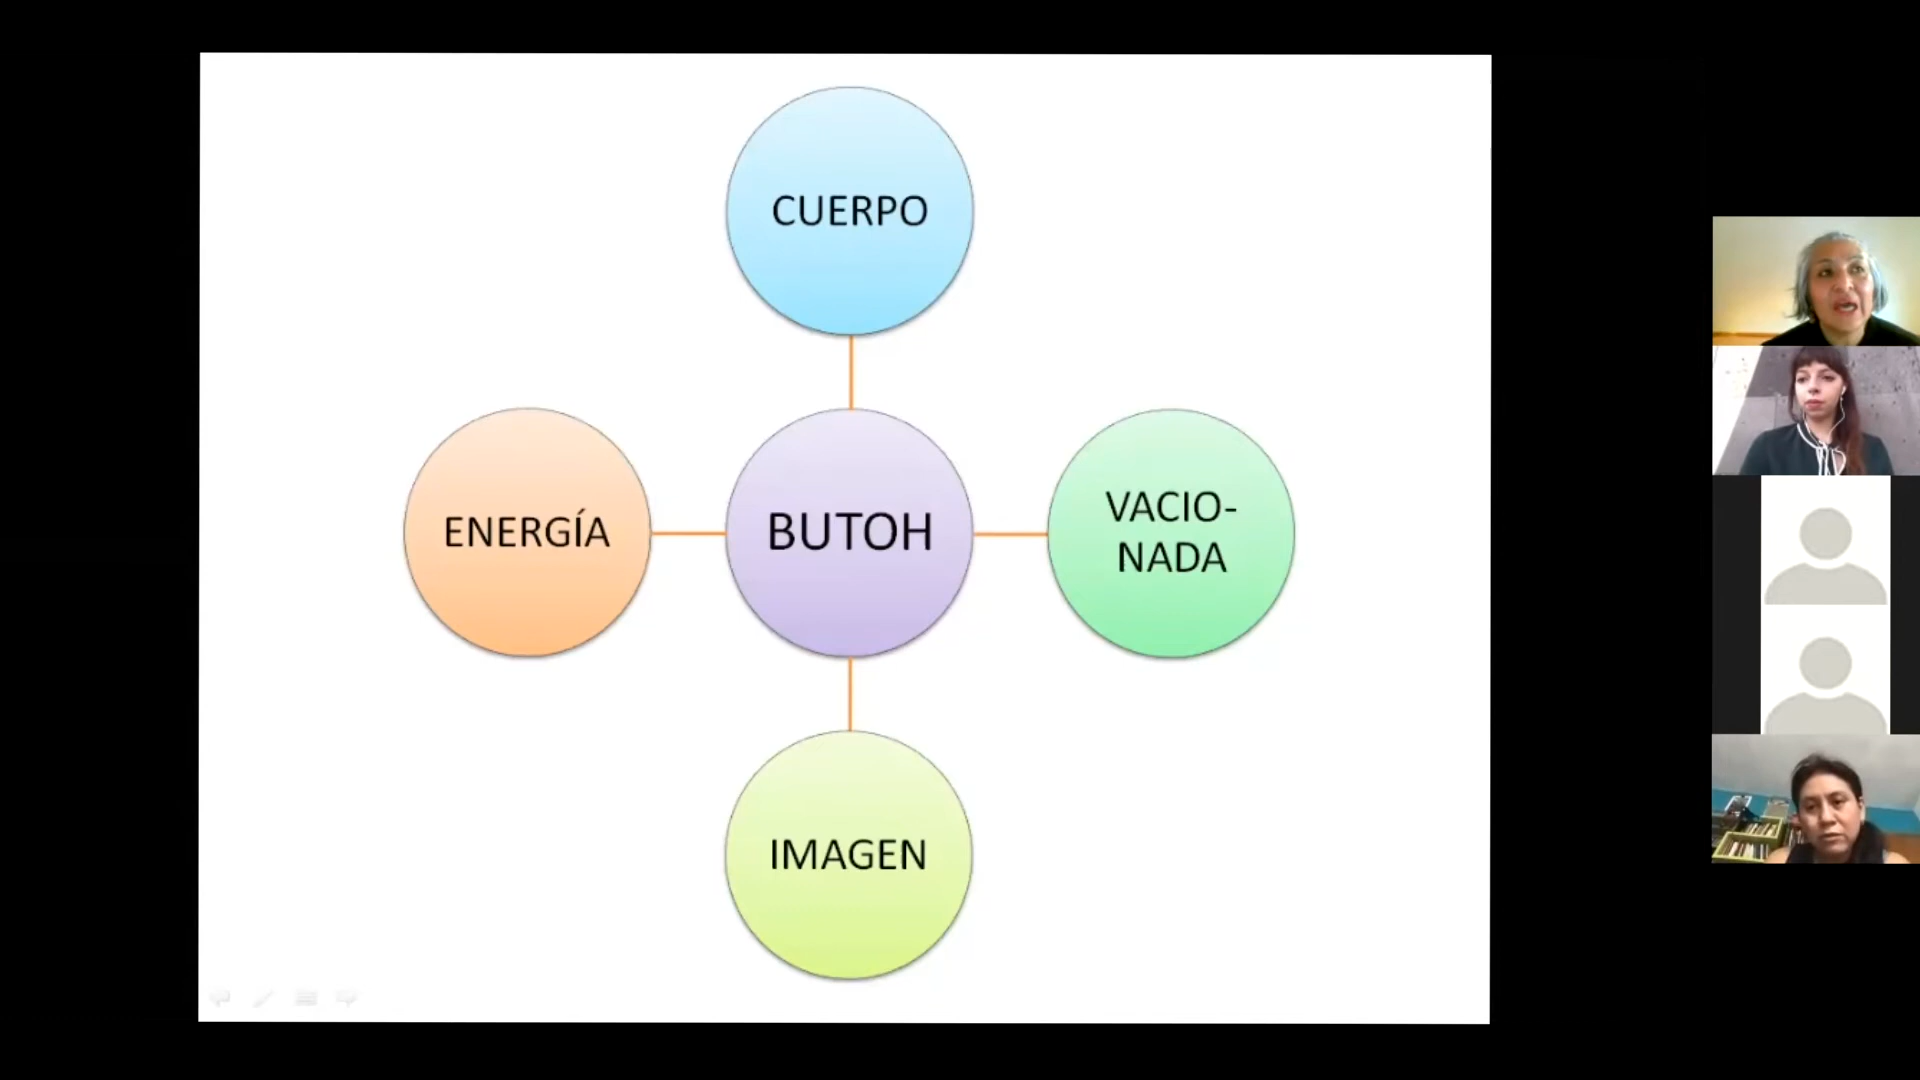 CUERPO
ENERGÍA
BUTOH
VACIO-
NADA
IMAGEN